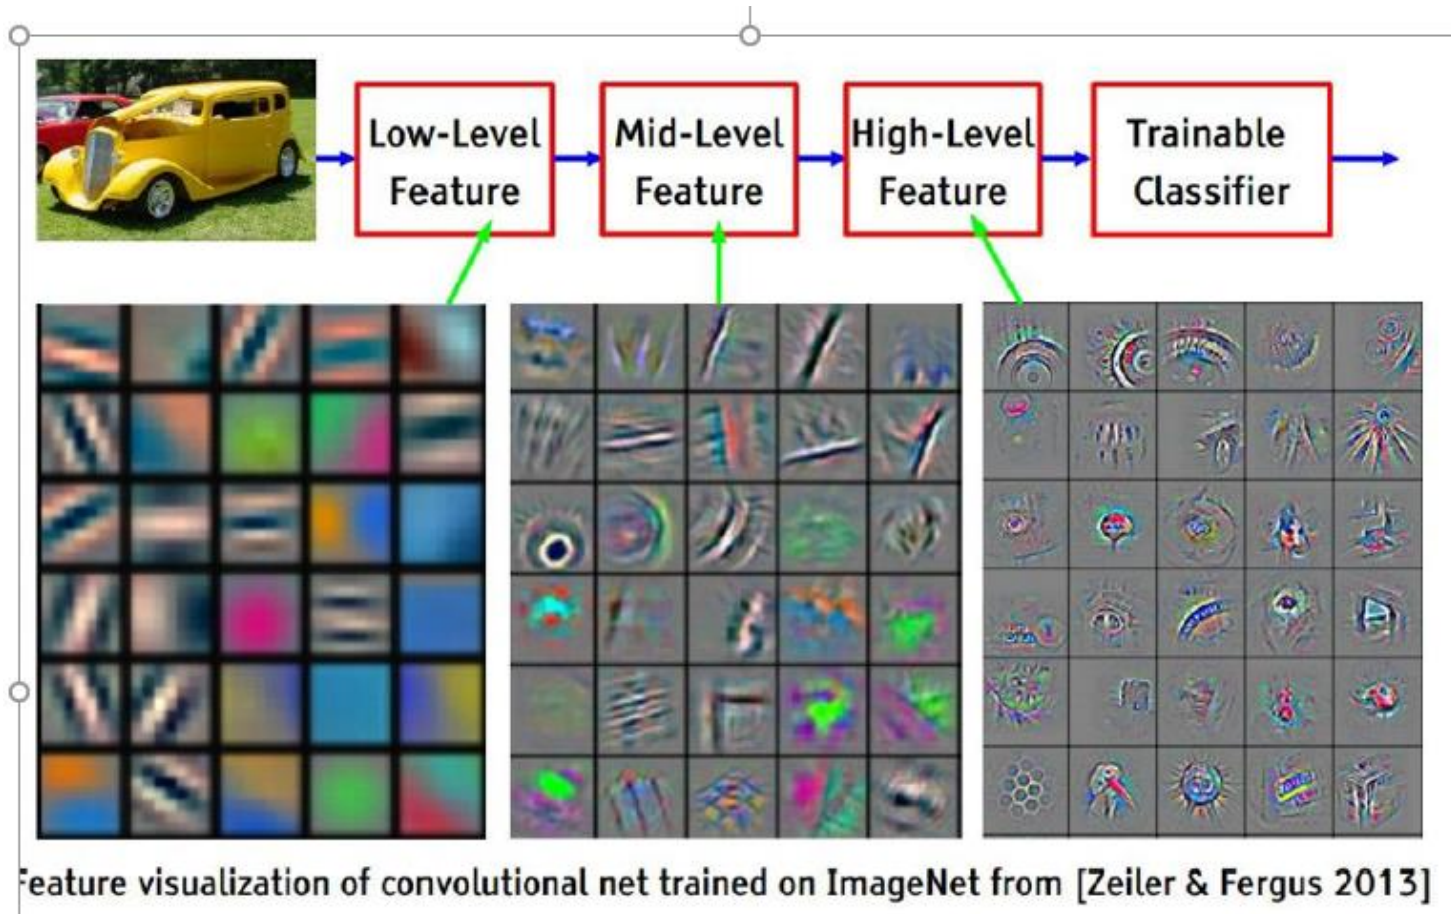 Low-Level
Feature
Mid-Level
Feature
High-Level
Feature
Trainable
Classifier
Feature visualization of convolutional net trained on ImageNet from [Zeiler & Fergus 2013]